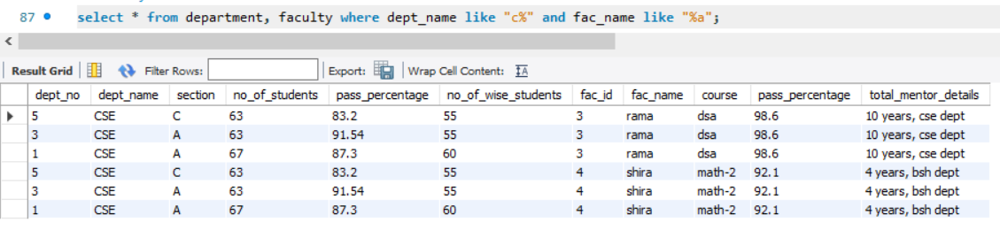 87 select * from department, faculty where dept_name like "c%" and fac_name like "%a";
Result Grid Filter Rows: Export: Wrap Cell Content: IA
dept_no dept_name section no_of_students pass_percentage no_of_wise_students fac_id fac_name course pass_percentage total_mentor_details
5 CSE C 63 83.2 55 3 rama dsa 98.6 10 years, cse dept
3 CSE A 63 91.54 55 3 rama dsa 98.6 10 years, cse dept
1 CSE A 67 87.3 60 3 rama dsa 98.6 10 years, cse dept
5 CSE C 63 83.2 55 4 shira math-2 92.1 4 years, bsh dept
3 CSE A 63 91.54 55 4 shira math-2 92.1 4 years, bsh dept
1 CSE A 67 87.3 60 4 shira math-2 92.1 4 years, bsh dept